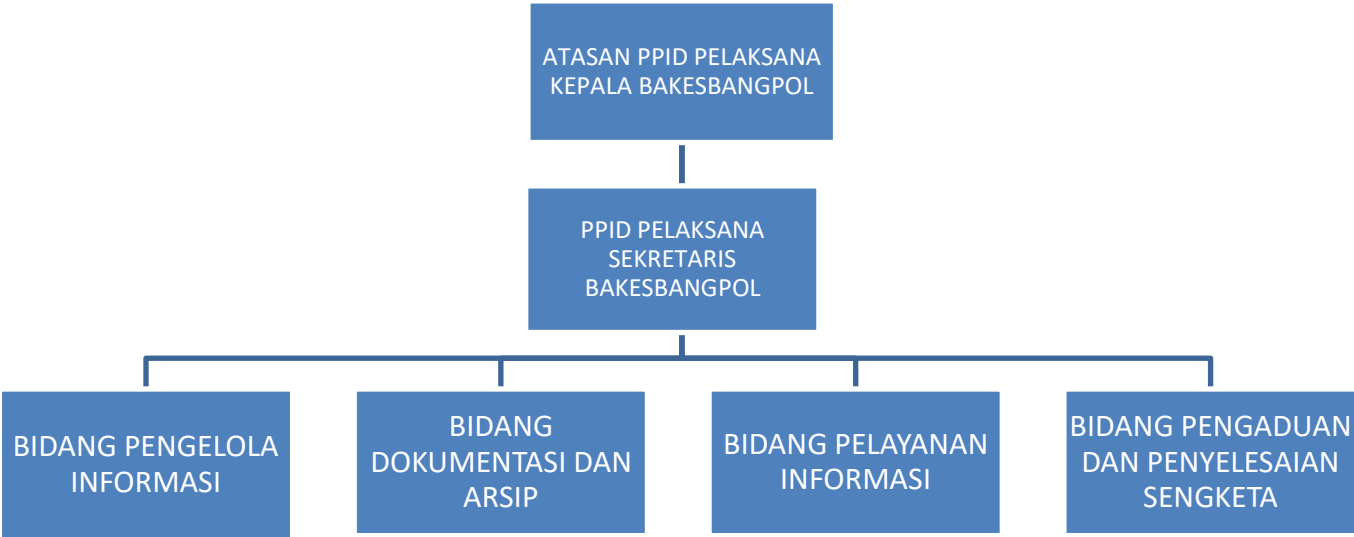 ATASAN PPID PELAKSANA
KEPALA BAKESBANGPOL
PPID PELAKSANA
SEKRETARIS
BAKESBANGPOL
BIDANG PENGELOLA
INFORMASI
BIDANG
DOKUMENTASI DAN
ARSIP
BIDANG PELAYANAN
INFORMASI
BIDANG PENGADUAN
DAN PENYELESAIAN
SENGKETA